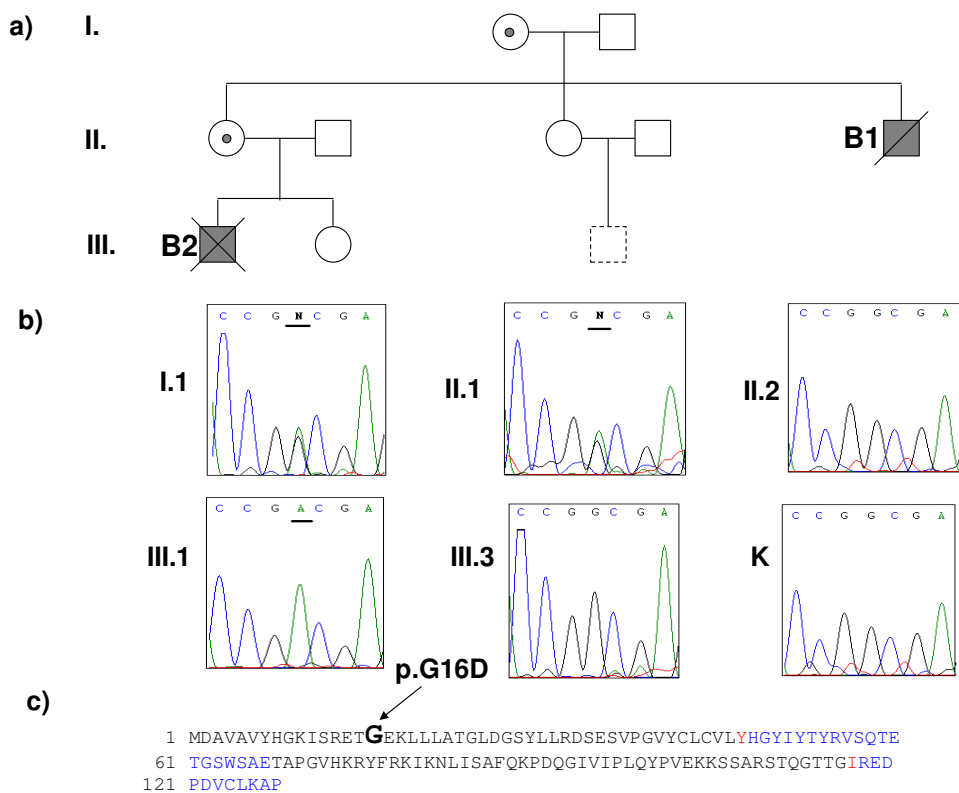 a)
I.
II.
B1
III.
B2
b)
C C G N C G A
I.1
C C G N C G A
II.1
C C G G C G A
II.2
C C G A C G A
III.1
C C G G C G A
III.3
C C G G C G A
K
p.G16D
c)
1 MDAVAVYHGKISRETGEKLLLATGLDGSYLLRDSESVPGVYCLCVLYHGYIYTYRVSQTE
61 TGSWSAETAPGVHKRYFRKIKNLISAFQKPDQGIVIPLQYPVEKKSSARSTQGTTGIRED
121 PDVCLKAP